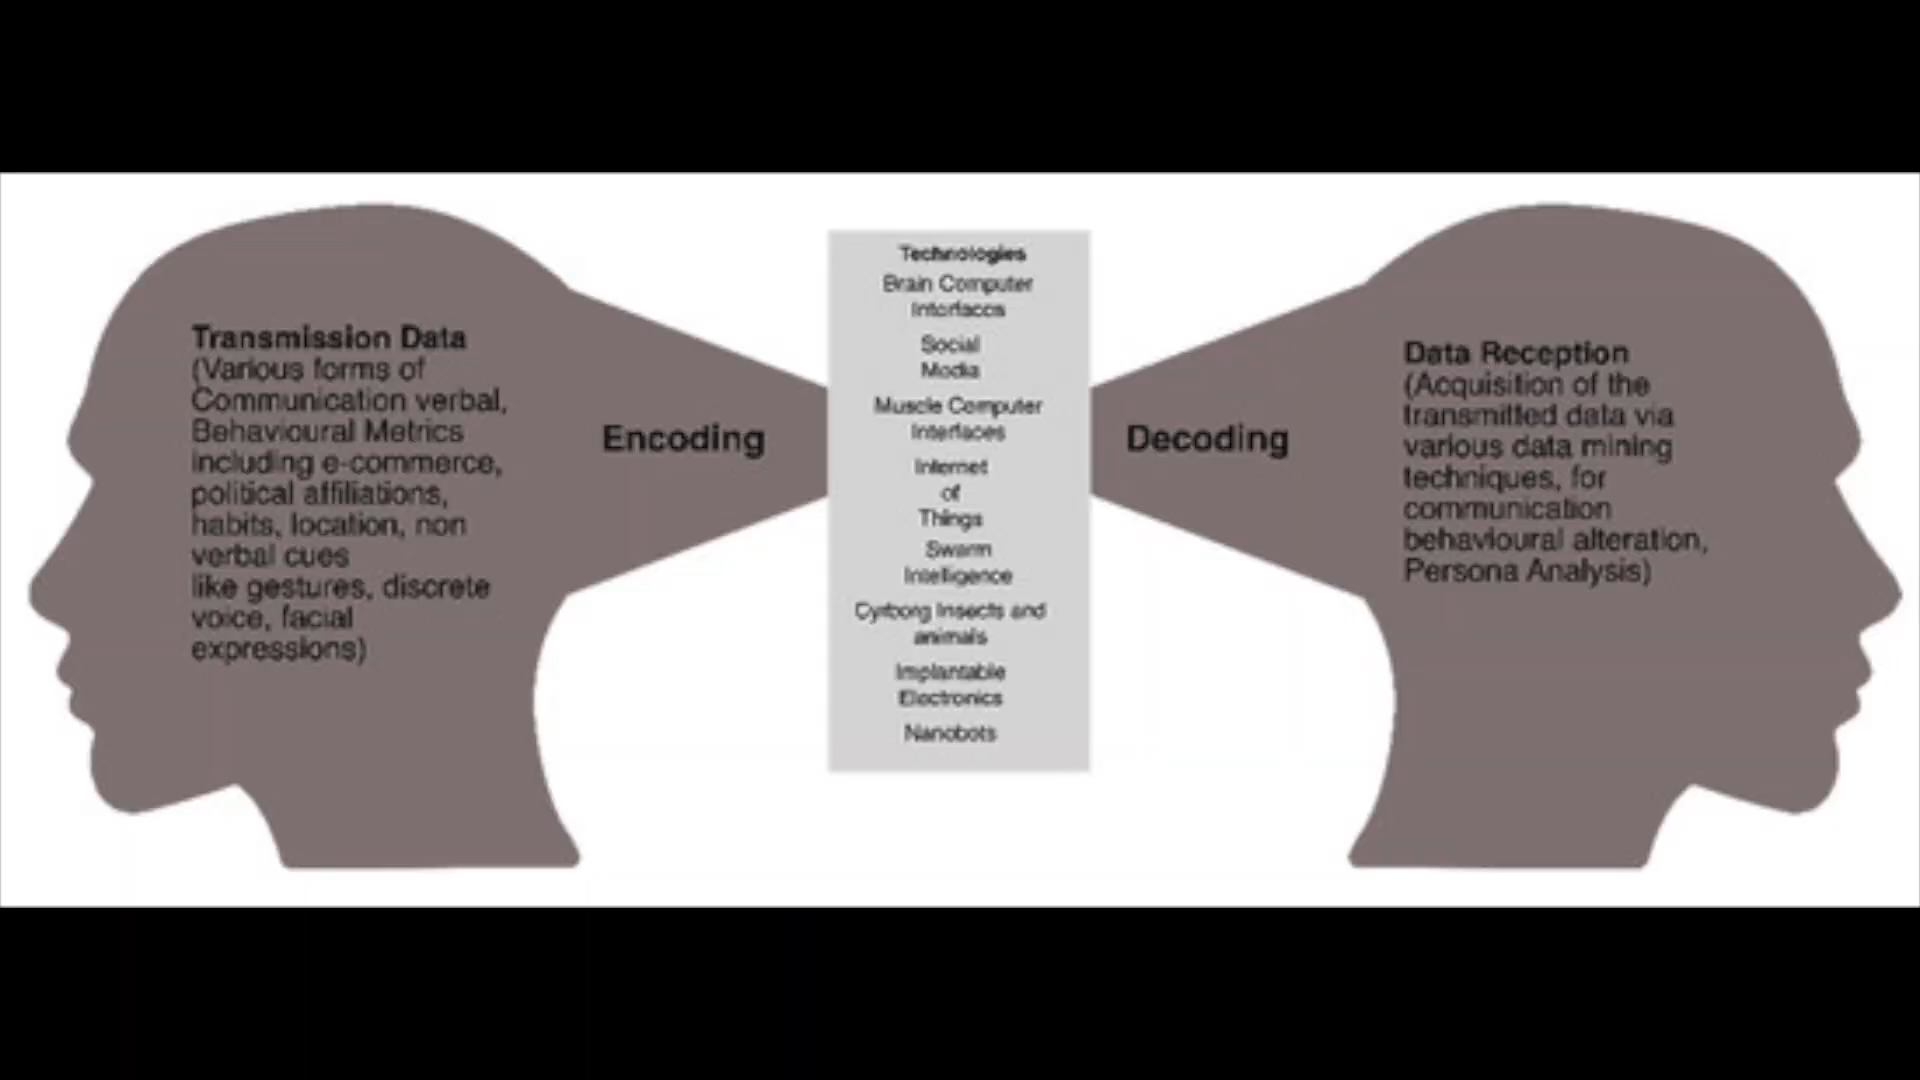 Transmission Data
(Various forms of
Communication verbal,
Behavioural Metrics
including e-commerce,
political affiliations,
habits, location, non
verbal cues
like gestures, discrete
voice, facial
expressions)
Encoding
Technologies
Brain Computer
Interfaces
Social
Media
Muscle Computer
Interfaces
Internet
of
Things
Swarm
Intelligence
Cyrborg Insects and
animals
Implantable
Electronics
Nanobots
Decoding
Data Reception
(Acquisition of the
transmitted data via
various data mining
techniques, for
communication
behavioural alteration,
Persona Analysis)